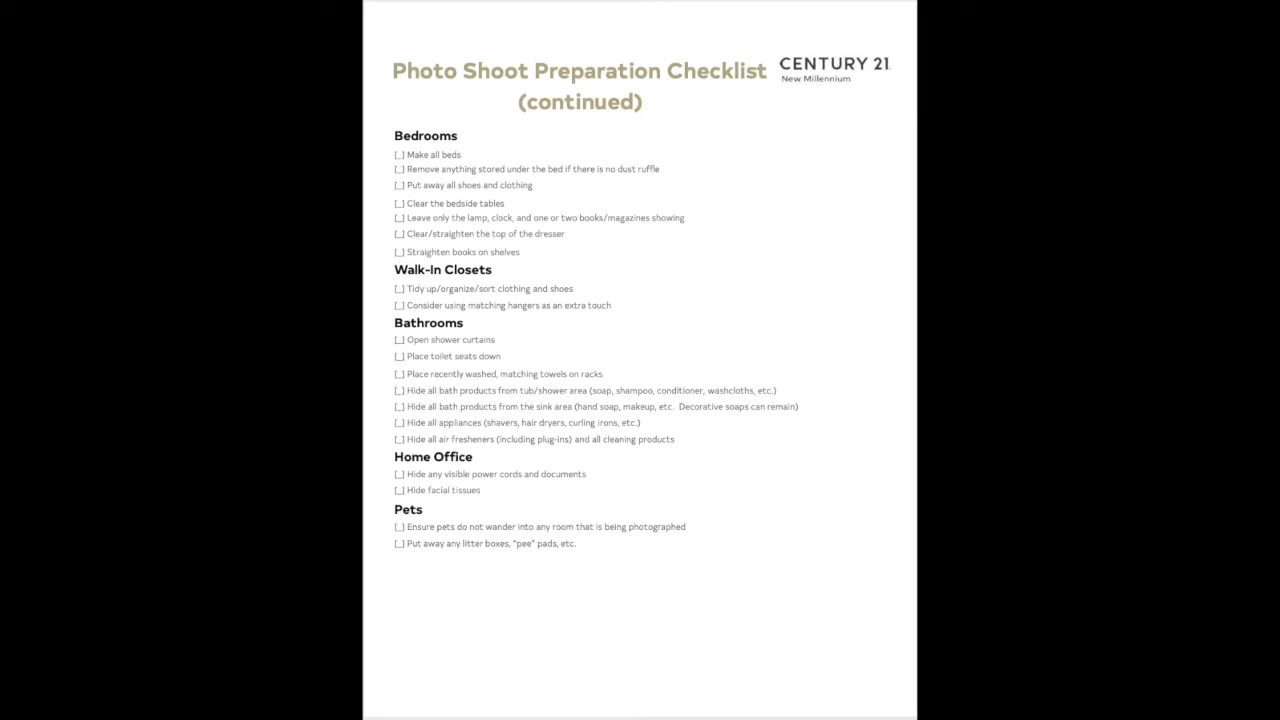 Photo Shoot Preparation Checklist
(continued)
CENTURY 21
New Millennium
Bedrooms
[_] Make all beds
[_] Remove anything stored under the bed if there is no dust ruffle
[_] Put away all shoes and clothing
[_] Clear the bedside tables
[_] Leave only the lamp, clock, and one or two books/magazines showing
[_] Clear/straighten the top of the dresser
[_] Straighten books on shelves
Walk-In Closets
[_] Tidy up/organize/sort clothing and shoes
[_] Consider using matching hangers as an extra touch
Bathrooms
[_] Open shower curtains
[_] Place toilet seats down
[_] Place recently washed, matching towels on racks
[_] Hide all bath products from tub/shower area (soap, shampoo, conditioner, washcloths, etc.)
[_] Hide all bath products from the sink area (hand soap, makeup, etc.  Decorative soaps can remain)
[_] Hide all appliances (shavers, hair dryers, curling irons, etc.)
[_] Hide all air fresheners (including plug-ins) and all cleaning products
Home Office
[_] Hide any visible power cords and documents
[_] Hide facial tissues
Pets
[_] Ensure pets do not wander into any room that is being photographed
[_] Put away any litter boxes, "pee" pads, etc.